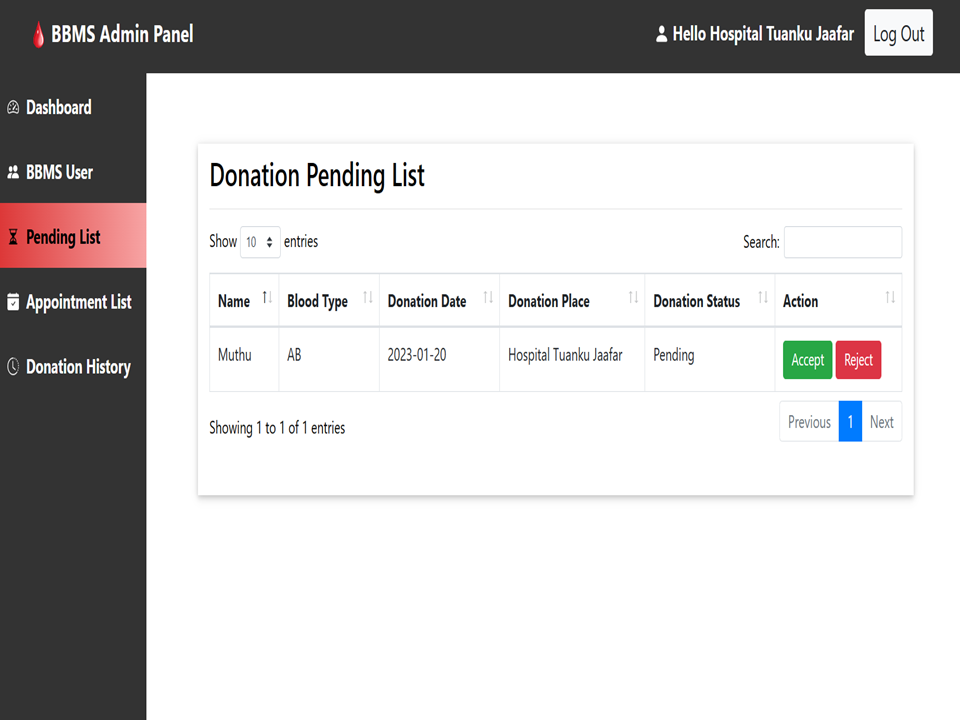 BBMS Admin Panel
Hello Hospital Tuanku Jaafar
Log Out
Dashboard
BBMS User
Pending List
Appointment List
Donation History
Donation Pending List
Show 10 entries
Search:
Name Blood Type Donation Date Donation Place Donation Status Action
Muthu AB 2023-01-20 Hospital Tuanku Jaafar Pending Accept Reject
Showing 1 to 1 of 1 entries
Previous 1 Next